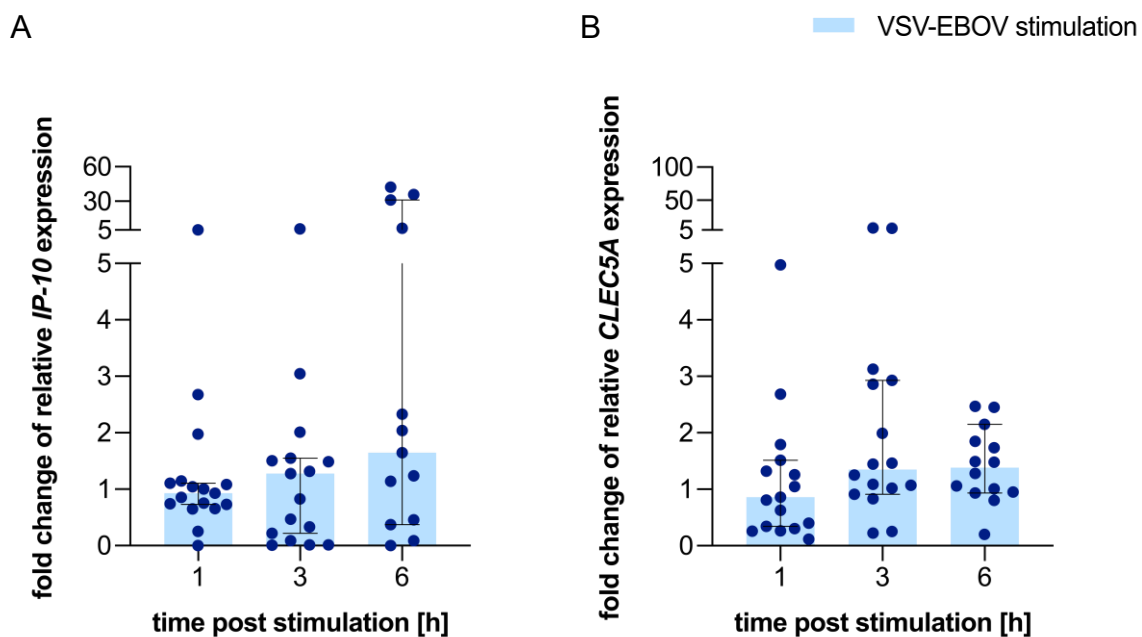 A
B
VSV-EBOV stimulation
fold change of relative IP-10 expression
60
30
5
5
4
3
2
1
0
1 3 6
time post stimulation [h]
fold change of relative CLEC5A expression
100
50
5
5
4
3
2
1
0
1 3 6
time post stimulation [h]